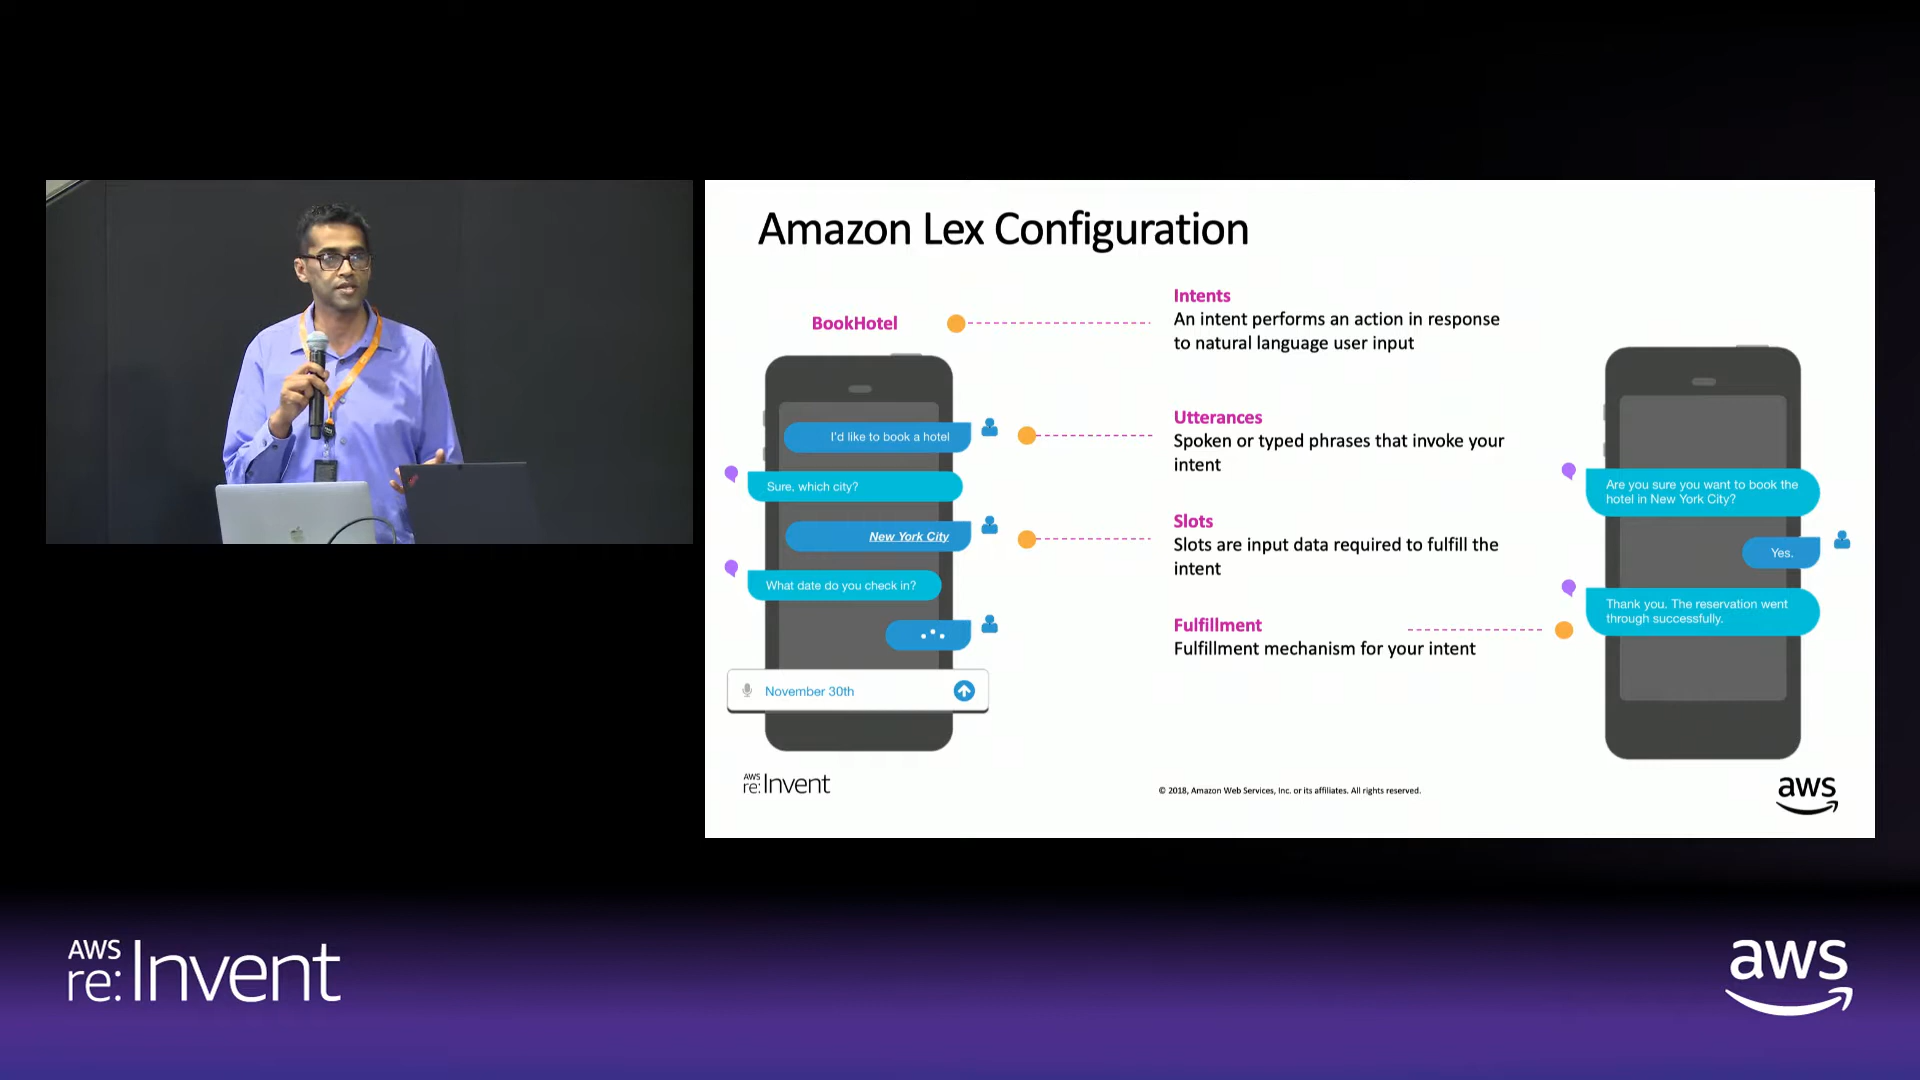 Amazon Lex Configuration
BookHotel
I'd like to book a hotel
Sure, which city?
New York City
What date do you check in?
November 30th
Intents
An intent performs an action in response
to natural language user input
Utterances
Spoken or typed phrases that invoke your
intent
Slots
Slots are input data required to fulfill the
intent
Fulfillment
Fulfillment mechanism for your intent
Are you sure you want to book the
hotel in New York City?
Yes.
Thank you. The reservation went
through successfully.
AWS
re:Invent
© 2018, Amazon Web Services, Inc. or its affiliates. All rights reserved.
aws
AWS
re:Invent
aws